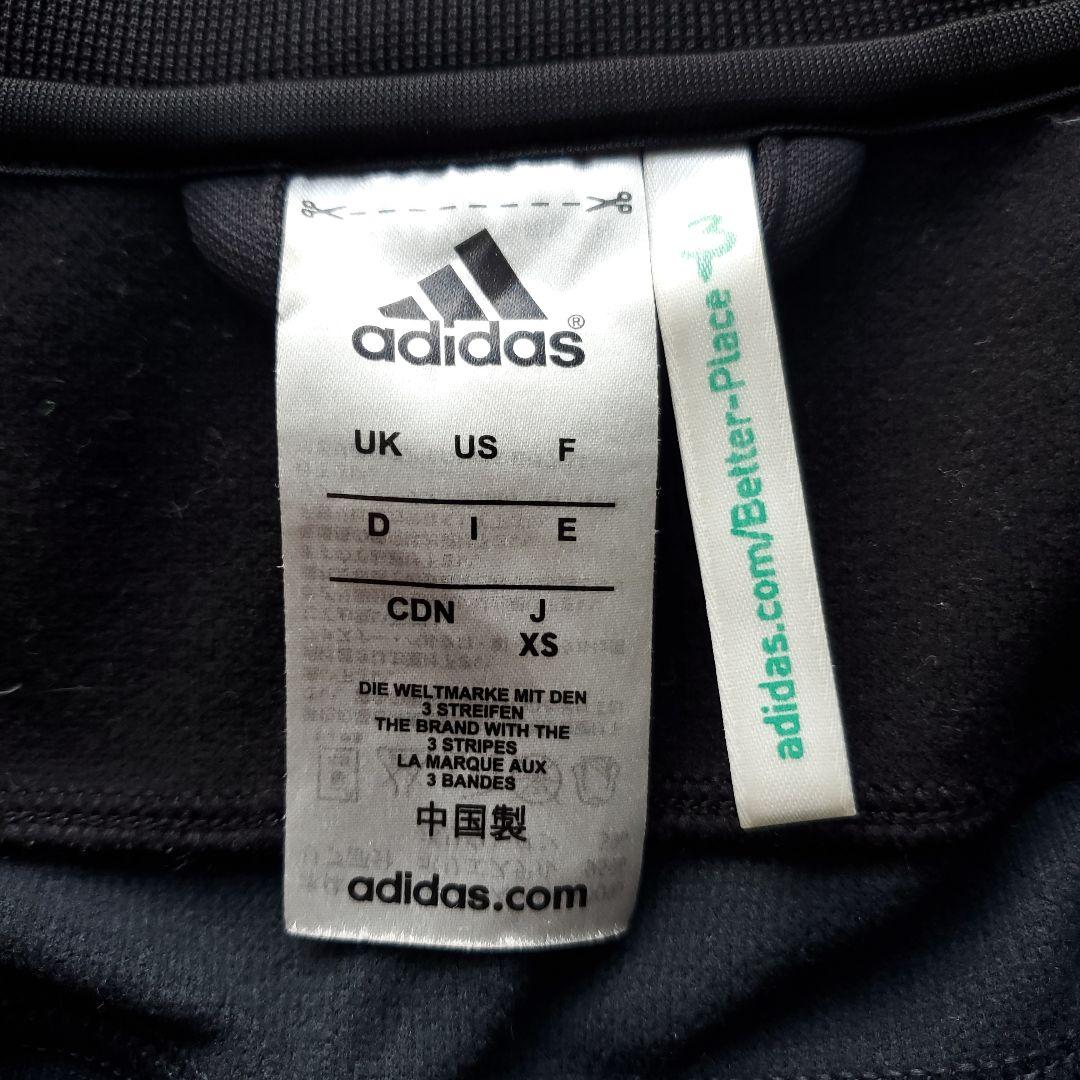 adidas®
UK US F
D I E
CDN J
XS
DIE WELTMARKE MIT DEN
3 STREIFEN
THE BRAND WITH THE
3 STRIPES
LA MARQUE AUX
3 BANDES
中国製
adidas.com
adidas.com/Better-Place